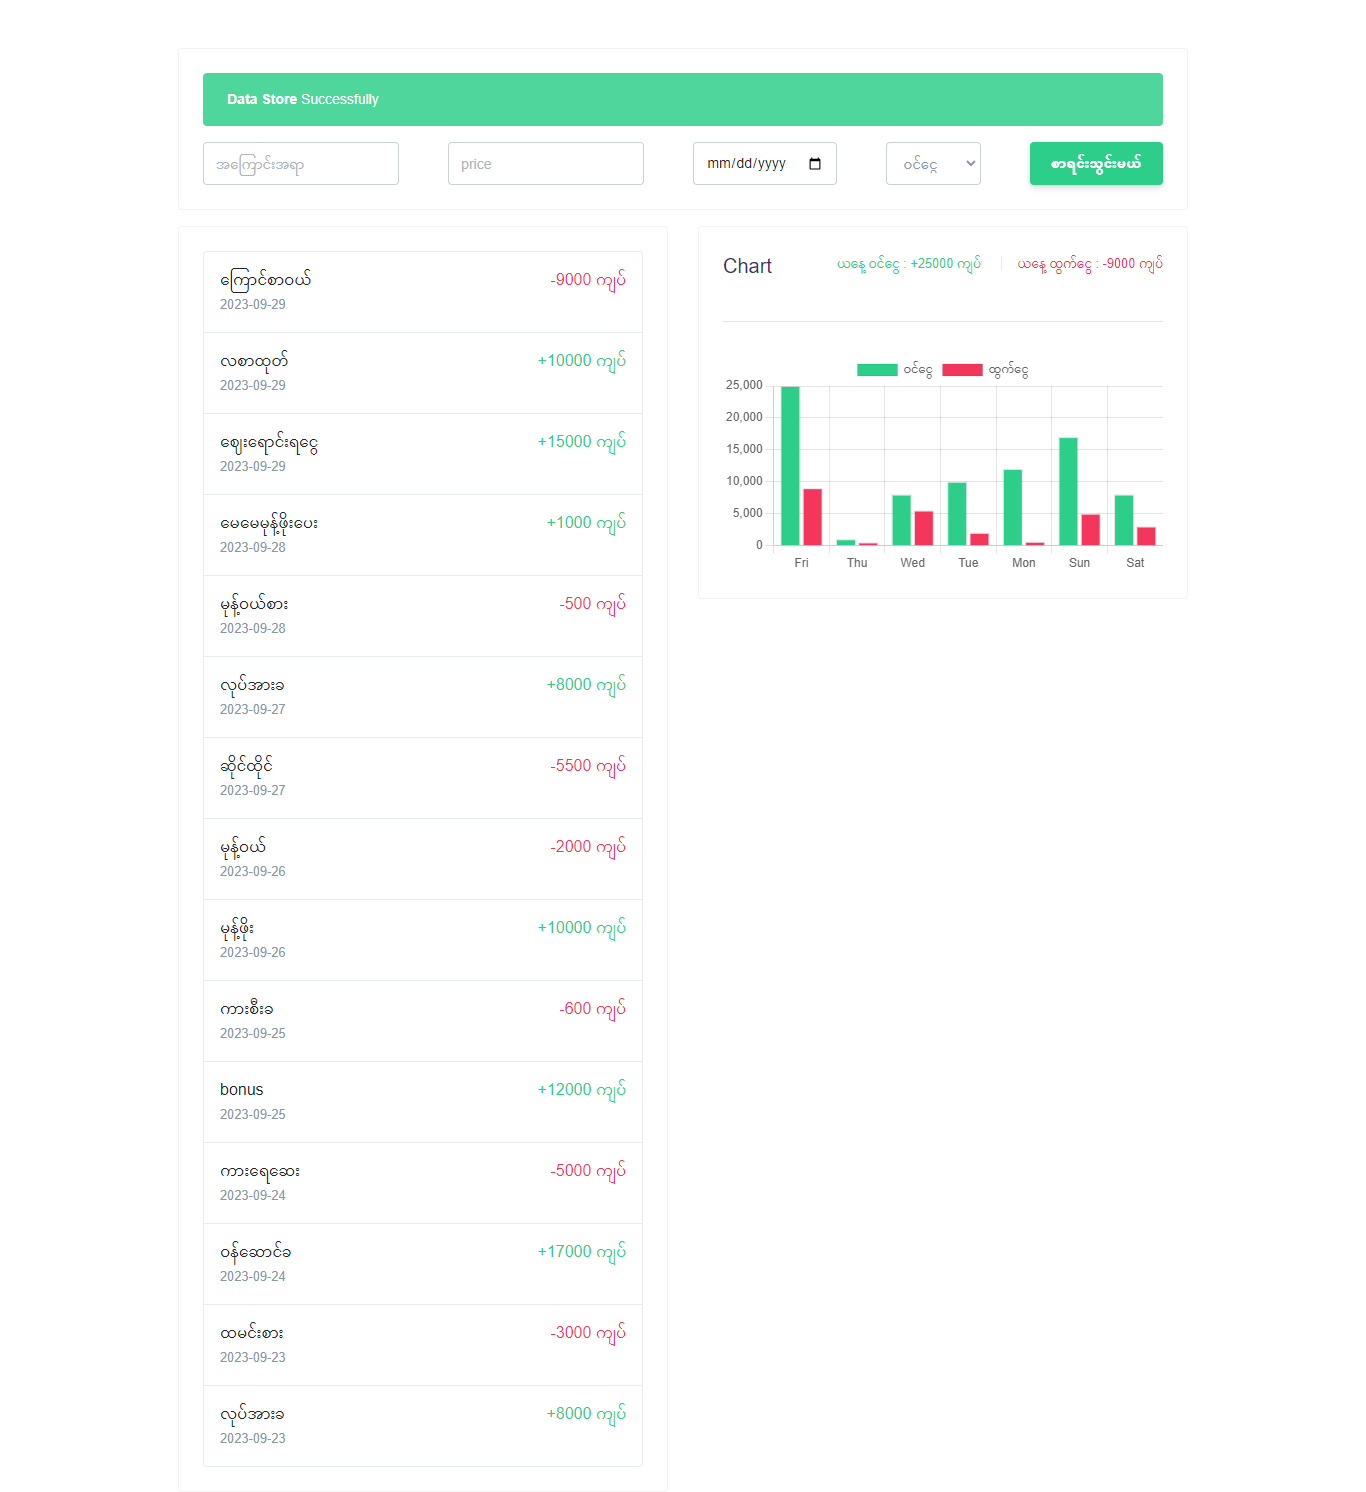 Data Store Successfully
အကြောင်းအရာ
price
mm/dd/yyyy
ဝင်ငွေ
စာရင်းသွင်းမယ်
ကြောင်စာဝယ် -9000 ကျပ်
2023-09-29
လစာထုတ် +10000 ကျပ်
2023-09-29
ဈေးရောင်းရငွေ +15000 ကျပ်
2023-09-29
မေမေမုန့်ဖိုးပေး +1000 ကျပ်
2023-09-28
မုန့်ဝယ်စား -500 ကျပ်
2023-09-28
လုပ်အားခ +8000 ကျပ်
2023-09-27
ဆိုင်ထိုင် -5500 ကျပ်
2023-09-27
မုန့်ဝယ် -2000 ကျပ်
2023-09-26
မုန့်ဖိုး +10000 ကျပ်
2023-09-26
ကားစီးခ -600 ကျပ်
2023-09-25
bonus +12000 ကျပ်
2023-09-25
ကားရေဆေး -5000 ကျပ်
2023-09-24
ဝန်ဆောင်ခ +17000 ကျပ်
2023-09-24
ထမင်းစား -3000 ကျပ်
2023-09-23
လုပ်အားခ +8000 ကျပ်
2023-09-23
Chart
ယနေ့ ဝင်ငွေ : +25000 ကျပ်
ယနေ့ ထွက်ငွေ : -9000 ကျပ်
ဝင်ငွေ ထွက်ငွေ
25,000
20,000
15,000
10,000
5,000
0
Fri Thu Wed Tue Mon Sun Sat